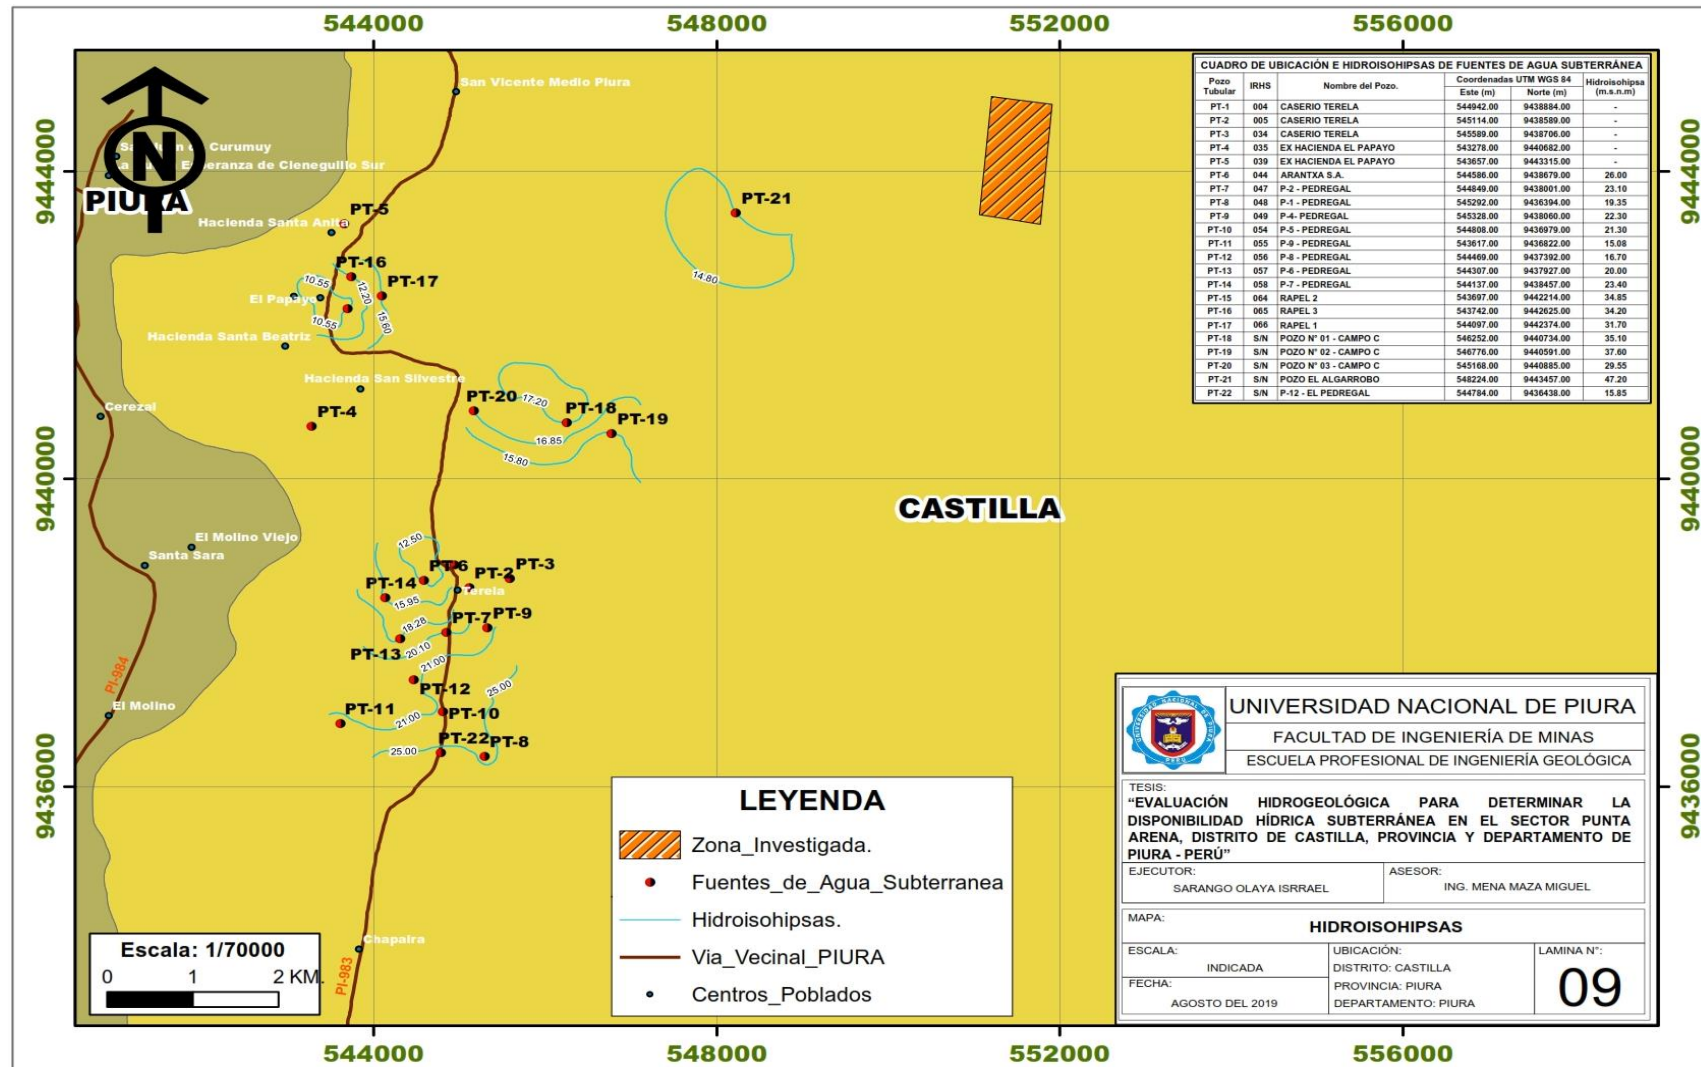 544000 548000 552000 556000
9444000
9440000
9436000
9444000
9440000
9436000
N
PIURA
CASTILLA
San Vicente Medio Piura
Hacienda Santa Anita
El Papayo
Hacienda Santa Beatriz
Hacienda San Silvestre
Cerezal
El Molino Viejo
Santa Sara
Terela
El Molino
Chapaira
PI-984
PI-983
PT-5
PT-21
PT-16
PT-17
PT-4
PT-20
PT-18
PT-19
PT-6
PT-2
PT-3
PT-14
PT-7
PT-9
PT-13
PT-12
PT-11
PT-10
PT-22
PT-8
14.80
10.55
12.20
15.60
10.55
17.20
16.85
15.80
12.50
15.95
18.28
20.10
21.00
25.00
21.00
25.00
CUADRO DE UBICACIÓN E HIDROISOHIPSAS DE FUENTES DE AGUA SUBTERRÁNEA
Pozo Tubular IRHS Nombre del Pozo. Coordenadas UTM WGS 84 Hidroisohipsa (m.s.n.m)
Este (m) Norte (m)
PT-1 004 CASERIO TERELA 544942.00 9438884.00 -
PT-2 005 CASERIO TERELA 545114.00 9438589.00 -
PT-3 034 CASERIO TERELA 545589.00 9438706.00 -
PT-4 035 EX HACIENDA EL PAPAYO 543278.00 9440682.00 -
PT-5 039 EX HACIENDA EL PAPAYO 543657.00 9443315.00 -
PT-6 044 ARANTXA S.A. 544586.00 9438679.00 26.00
PT-7 047 P-2 - PEDREGAL 544849.00 9438001.00 23.10
PT-8 048 P-1 - PEDREGAL 545292.00 9436394.00 19.35
PT-9 049 P-4- PEDREGAL 545328.00 9438060.00 22.30
PT-10 054 P-5 - PEDREGAL 544808.00 9436979.00 21.30
PT-11 055 P-9 - PEDREGAL 543617.00 9436822.00 15.08
PT-12 056 P-8 - PEDREGAL 544469.00 9437392.00 16.70
PT-13 057 P-6 - PEDREGAL 544307.00 9437927.00 20.00
PT-14 058 P-7 - PEDREGAL 544137.00 9438457.00 23.40
PT-15 064 RAPEL 2 543697.00 9442214.00 34.85
PT-16 065 RAPEL 3 543742.00 9442625.00 34.20
PT-17 066 RAPEL 1 544097.00 9442374.00 31.70
PT-18 S/N POZO N° 01 - CAMPO C 546252.00 9440734.00 35.10
PT-19 S/N POZO N° 02 - CAMPO C 546776.00 9440591.00 37.60
PT-20 S/N POZO N° 03 - CAMPO C 545168.00 9440885.00 29.55
PT-21 S/N POZO EL ALGARROBO 548224.00 9443457.00 47.20
PT-22 S/N P-12 - EL PEDREGAL 544784.00 9436438.00 15.85
Escala: 1/70000
0 1 2 KM.
LEYENDA
Zona_Investigada.
Fuentes_de_Agua_Subterranea
Hidroisohipsas.
Via_Vecinal_PIURA
Centros_Poblados
UNIVERSIDAD NACIONAL DE PIURA
FACULTAD DE INGENIERÍA DE MINAS
ESCUELA PROFESIONAL DE INGENIERÍA GEOLÓGICA
TESIS:
“EVALUACIÓN HIDROGEOLÓGICA PARA DETERMINAR LA
DISPONIBILIDAD HÍDRICA SUBTERRÁNEA EN EL SECTOR PUNTA
ARENA, DISTRITO DE CASTILLA, PROVINCIA Y DEPARTAMENTO DE
PIURA - PERÚ”
EJECUTOR:
SARANGO OLAYA ISRRAEL
ASESOR:
ING. MENA MAZA MIGUEL
MAPA:
HIDROISOHIPSAS
ESCALA:
INDICADA
UBICACIÓN:
DISTRITO: CASTILLA
PROVINCIA: PIURA
DEPARTAMENTO: PIURA
FECHA:
AGOSTO DEL 2019
LAMINA N°:
09
544000 548000 552000 556000